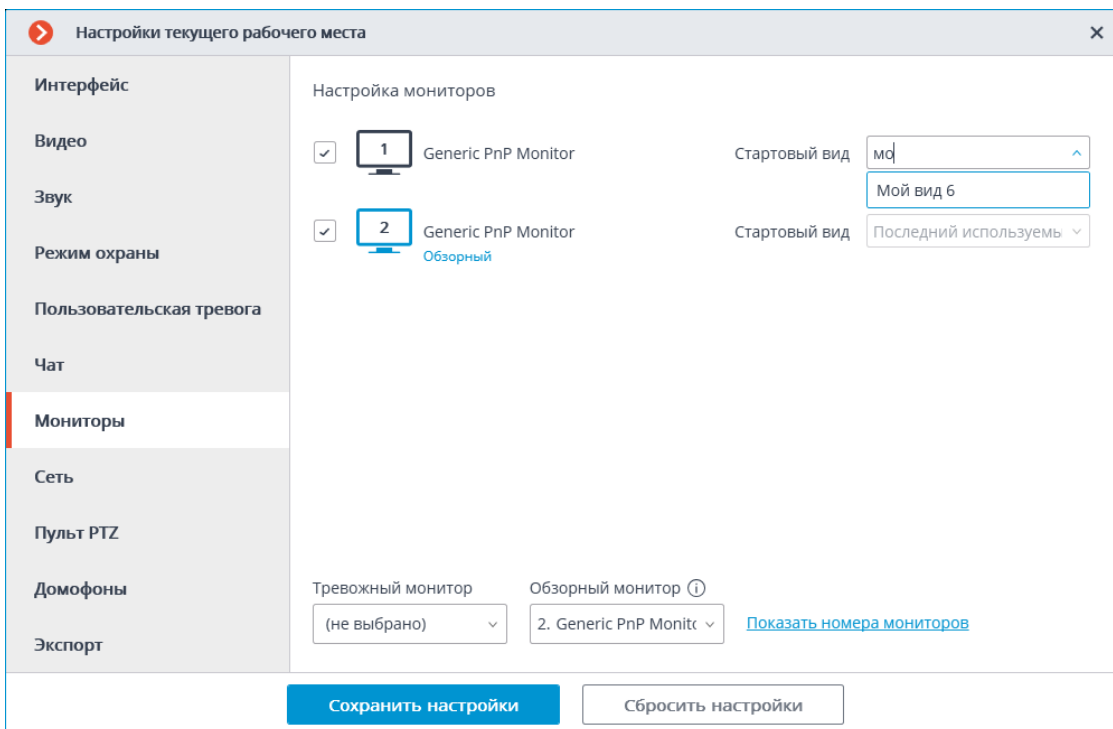 Настройки текущего рабочего места
Интерфейс
Видео
Звук
Режим охраны
Пользовательская тревога
Чат
Мониторы
Сеть
Пульт PTZ
Домофоны
Экспорт
Настройка мониторов
1 Generic PnP Monitor Стартовый вид мо
Мой вид 6
2 Generic PnP Monitor Стартовый вид Последний используемы
Обзорный
Тревожный монитор Обзорный монитор
(не выбрано) 2. Generic PnP Monitc Показать номера мониторов
Сохранить настройки Сбросить настройки